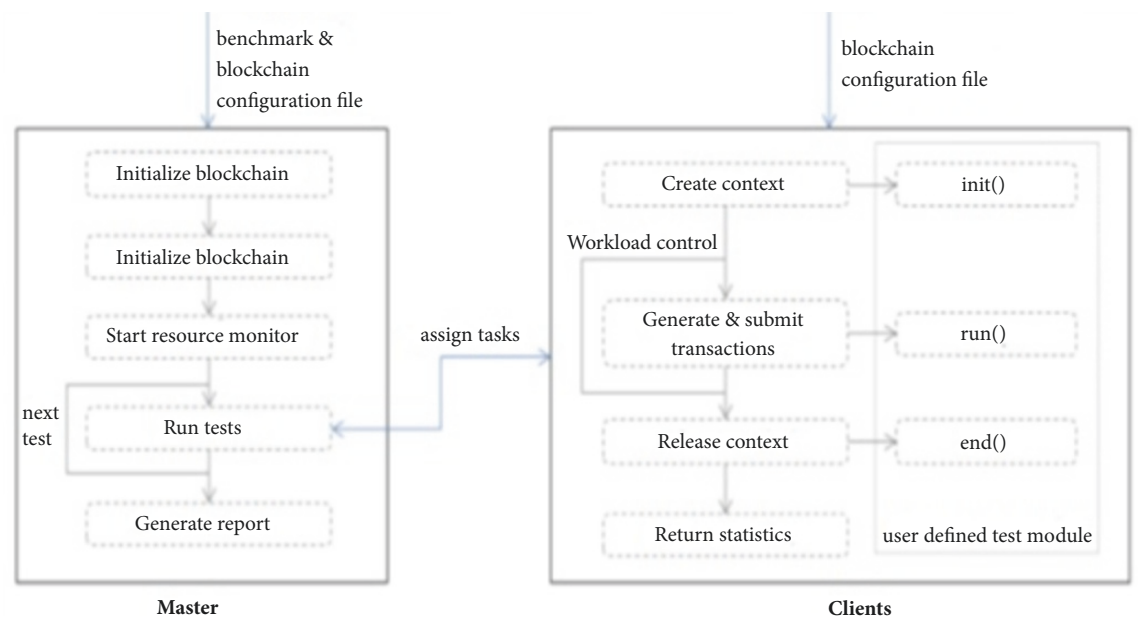 benchmark &
blockchain
configuration file
Initialize blockchain
Initialize blockchain
Start resource monitor
next
test
Run tests
Generate report
Master
assign tasks
blockchain
configuration file
Create context
init()
Workload control
Generate & submit
transactions
run()
Release context
end()
Return statistics
user defined test module
Clients